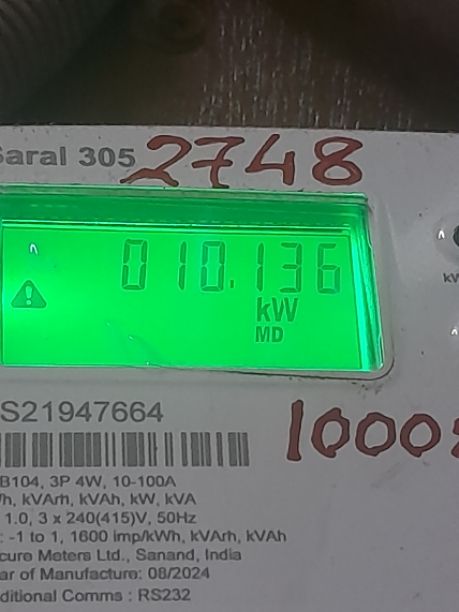 Saral 305 2748
010.136
kW
MD
S21947664
1000
B104, 3P 4W, 10-100A
h, kVArh, kVAh, kW, kVA
1.0, 3 x 240(415)V, 50Hz
: -1 to 1, 1600 imp/kWh, kVArh, kVAh
cure Meters Ltd., Sanand, India
ar of Manufacture: 08/2024
ditional Comms : RS232